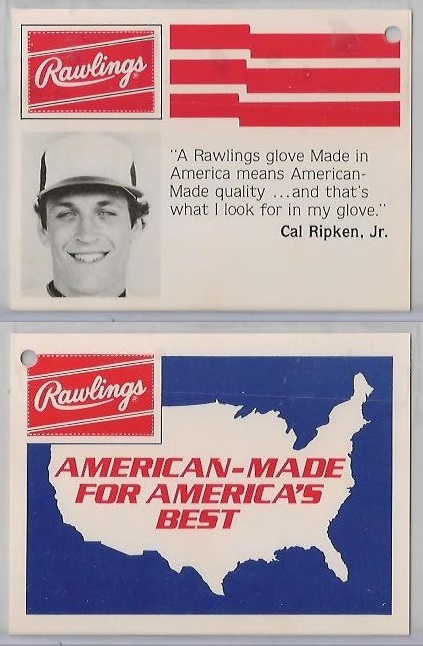 Rawlings®
"A Rawlings glove Made in
America means American-
Made quality ...and that's
what I look for in my glove."
Cal Ripken, Jr.
Rawlings®
AMERICAN-MADE
FOR AMERICA'S
BEST